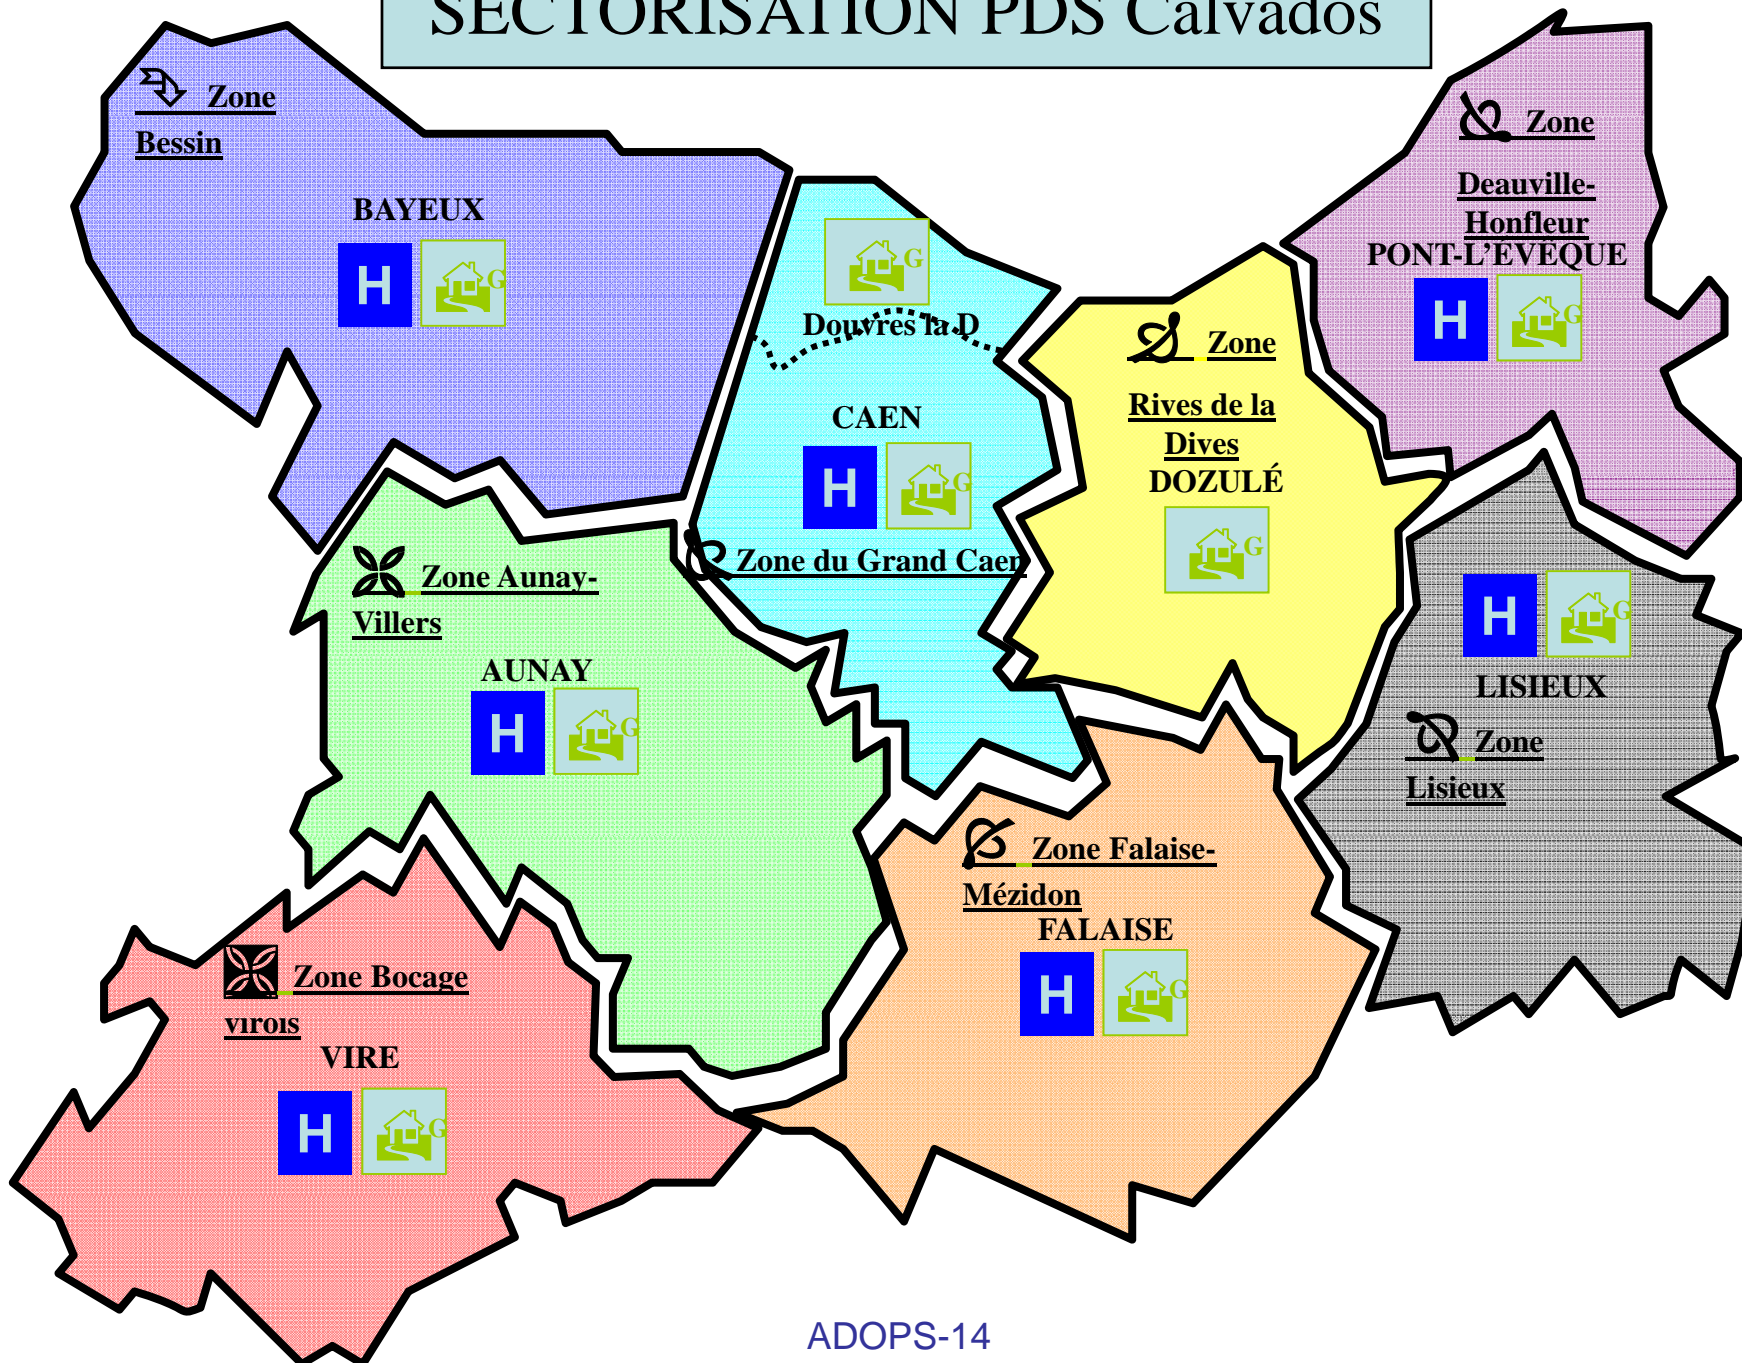 SECTORISATION PDS Calvados
Zone
Bessin
BAYEUX
H G
G
Douvres la D
CAEN
H G
Zone du Grand Caen
Zone
Rives de la
Dives
DOZULÉ
G
Zone
Deauville-
Honfleur
PONT-L'ÉVÊQUE
H G
Zone Aunay-
Villers
AUNAY
H G
H G
LISIEUX
Zone
Lisieux
Zone Falaise-
Mézidon
FALAISE
H G
Zone Bocage
virois
VIRE
H G
ADOPS-14